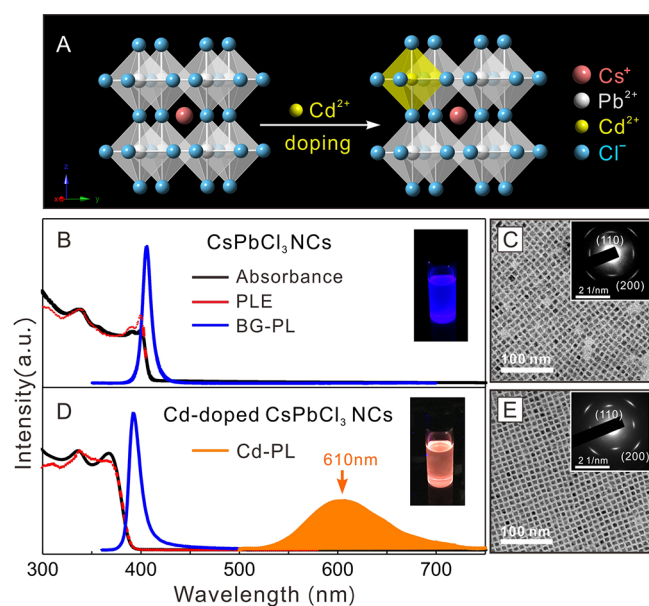 A
Cd²⁺
doping
Cs⁺
Pb²⁺
Cd²⁺
Cl⁻
z
x
y
B
CsPbCl₃ NCs
Absorbance
PLE
BG-PL
C
(110)
(200)
2 1/nm
100 nm
D
Cd-doped CsPbCl₃ NCs
Cd-PL
610nm
E
(110)
(200)
2 1/nm
100 nm
Intensity(a.u.)
300 400 500 600 700
Wavelength (nm)